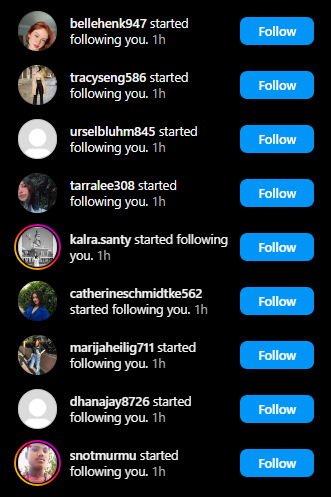 bellehenk947 started
following you. 1h
Follow
tracyseng586 started
following you. 1h
Follow
urselbluhm845 started
following you. 1h
Follow
tarralee308 started
following you. 1h
Follow
kalra.santy started following
you. 1h
Follow
catherineschmidtke562
started following you. 1h
Follow
marijaheilig711 started
following you. 1h
Follow
dhanajay8726 started
following you. 1h
Follow
snotmurmu started
following you. 1h
Follow